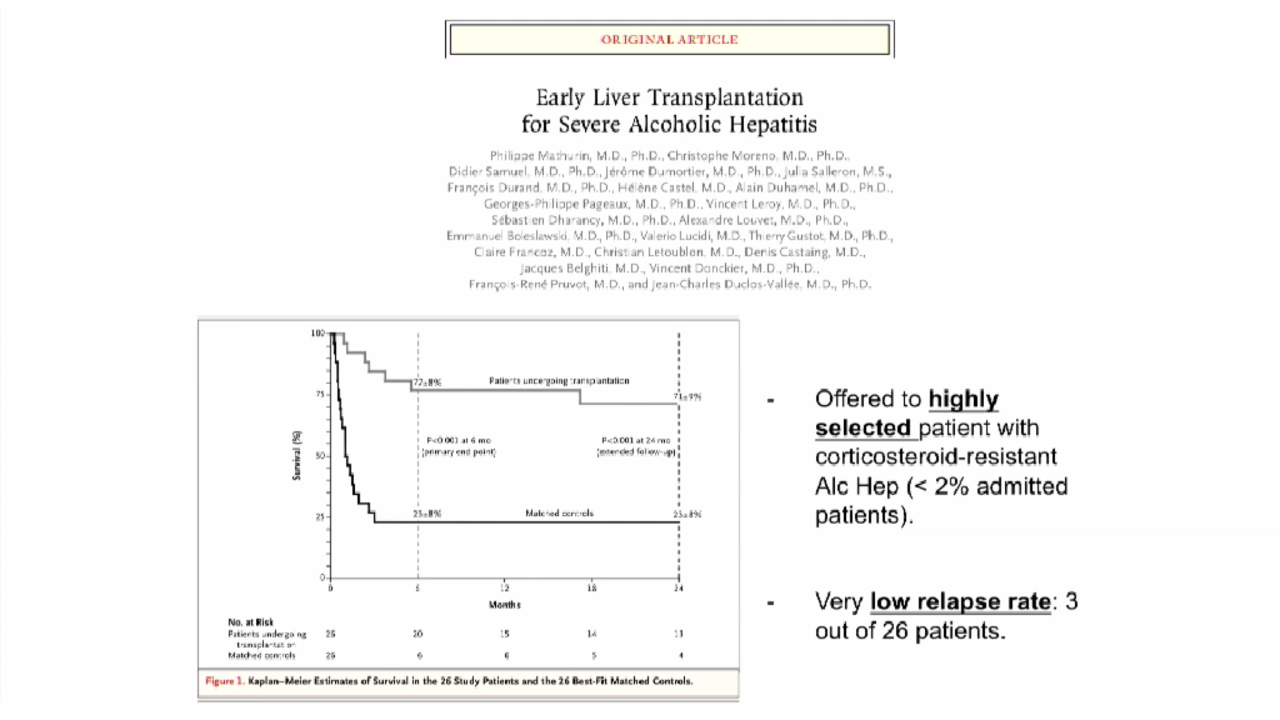 ORIGINAL ARTICLE
Early Liver Transplantation
for Severe Alcoholic Hepatitis
Philippe Mathurin, M.D., Ph.D., Christophe Moreno, M.D., Ph.D.,
Didier Samuel, M.D., Ph.D., Jérôme Dumortier, M.D., Ph.D., Julia Salleron, M.S.,
François Durand, M.D., Ph.D., Hélène Castel, M.D., Alain Duhamel, M.D., Ph.D.,
Georges-Philippe Pageaux, M.D., Ph.D., Vincent Leroy, M.D., Ph.D.,
Sébastien Dharancy, M.D., Ph.D., Alexandre Louvet, M.D., Ph.D.,
Emmanuel Boleslawski, M.D., Ph.D., Valerio Lucidi, M.D., Thierry Gustot, M.D., Ph.D.,
Claire Francoz, M.D., Christian Letoublon, M.D., Denis Castaing, M.D.,
Jacques Belghiti, M.D., Vincent Donckier, M.D., Ph.D.,
François-René Pruvot, M.D., and Jean-Charles Duclos-Vallée, M.D., Ph.D.
100
75
50
25
0
Survival (%)
77±8%
Patients undergoing transplantation
71±9%
P<0.001 at 6 mo
(primary end point)
P<0.001 at 24 mo
(extended follow-up)
23±8%
Matched controls
23±8%
0 6 12 18 24
Months
No. at Risk
Patients undergoing
transplantation
26 20 15 14 11
Matched controls 26 6 6 5 4
Figure 1. Kaplan–Meier Estimates of Survival in the 26 Study Patients and the 26 Best-Fit Matched Controls.
- Offered to highly
selected patient with
corticosteroid-resistant
Alc Hep (< 2% admitted
patients).
- Very low relapse rate: 3
out of 26 patients.